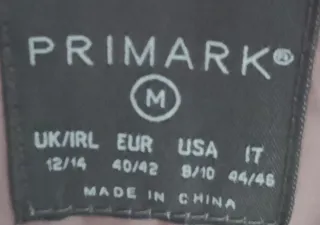 PRIMARK®
M
UK/IRL EUR USA IT
12/14 40/42 8/10 44/46
MADE IN CHINA